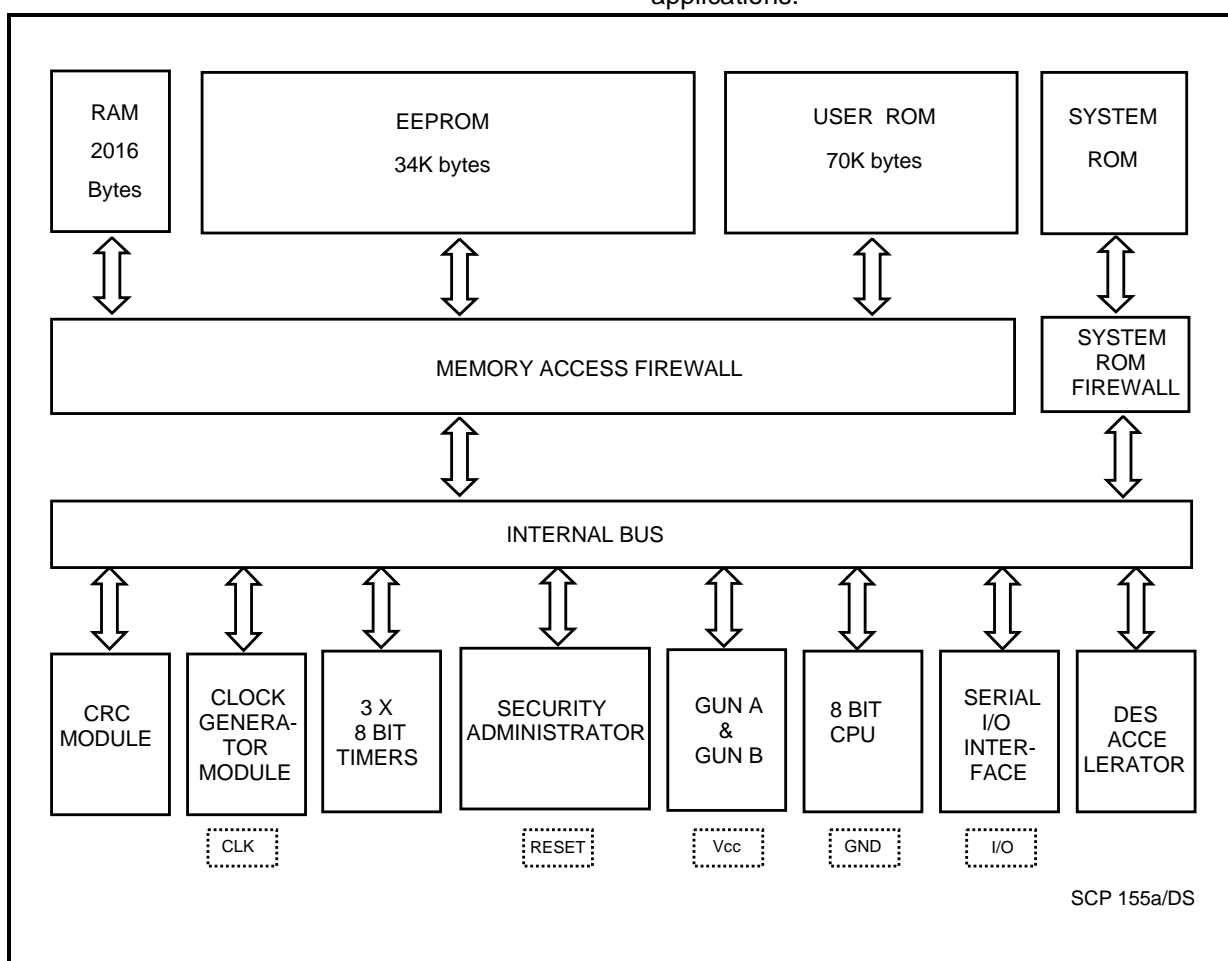 applications.
RAM
2016
Bytes
EEPROM
34K bytes
USER ROM
70K bytes
SYSTEM
ROM
MEMORY ACCESS FIREWALL
SYSTEM
ROM
FIREWALL
INTERNAL BUS
CRC
MODULE
CLOCK
GENERA-
TOR
MODULE
3 X
8 BIT
TIMERS
SECURITY
ADMINISTRATOR
GUN A
&
GUN B
8 BIT
CPU
SERIAL
I/O
INTER-
FACE
DES
ACCE
LERATOR
CLK
RESET
Vcc
GND
I/O
SCP 155a/DS